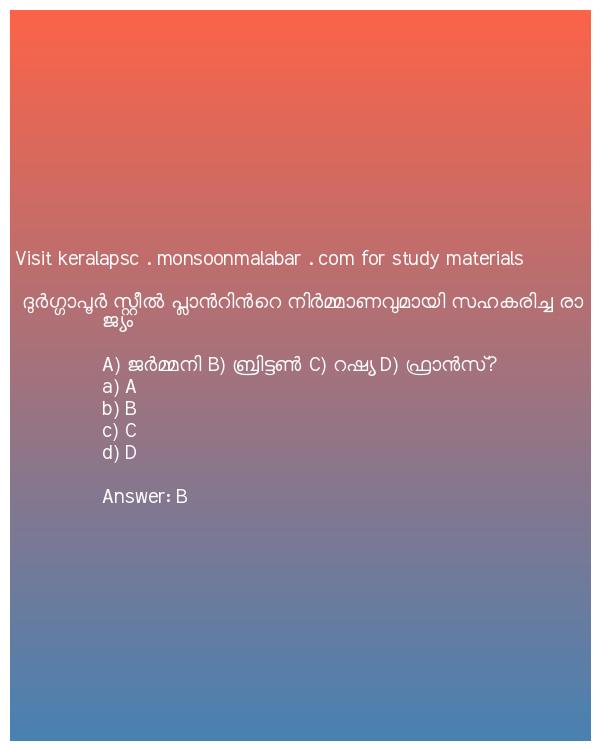 Visit keralapsc . monsoonmalabar . com for study materials
ദുർഗ്ഗാപൂർ സ്റ്റീൽ പ്ലാൻറിൻറെ നിർമ്മാണവുമായി സഹകരിച്ച രാ
ജ്യം
A) ജർമ്മനി B) ബ്രിട്ടൺ C) റഷ്യ D) ഫ്രാൻസ്?
a) A
b) B
c) C
d) D
Answer: B